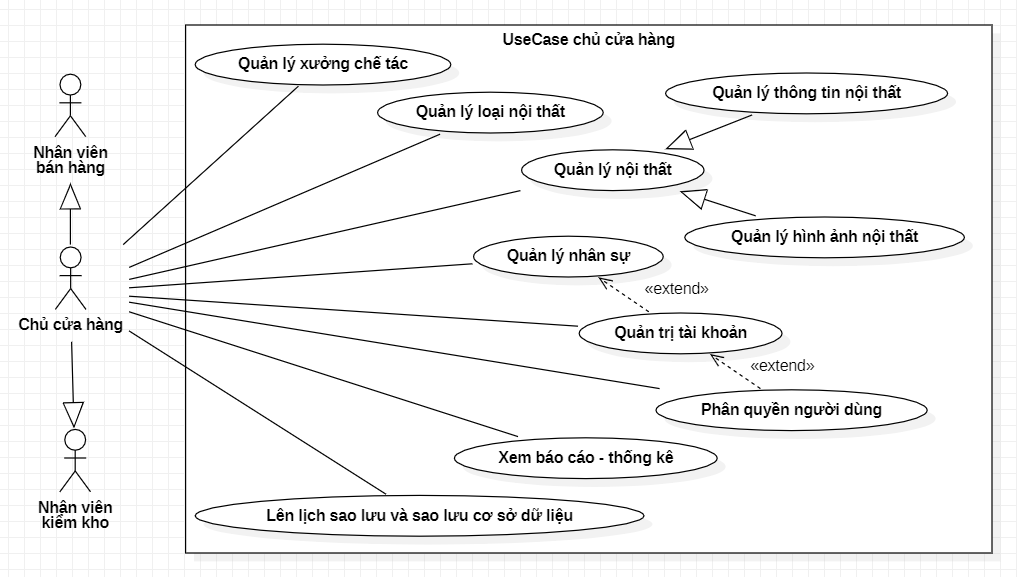 UseCase chủ cửa hàng
Quản lý xưởng chế tác
Quản lý thông tin nội thất
Quản lý loại nội thất
Nhân viên
bán hàng
Quản lý nội thất
Quản lý hình ảnh nội thất
Quản lý nhân sự
«extend»
Chủ cửa hàng
Quản trị tài khoản
«extend»
Phân quyền người dùng
Xem báo cáo - thống kê
Nhận viên
kiểm kho
Lên lịch sao lưu và sao lưu cơ sở dữ liệu